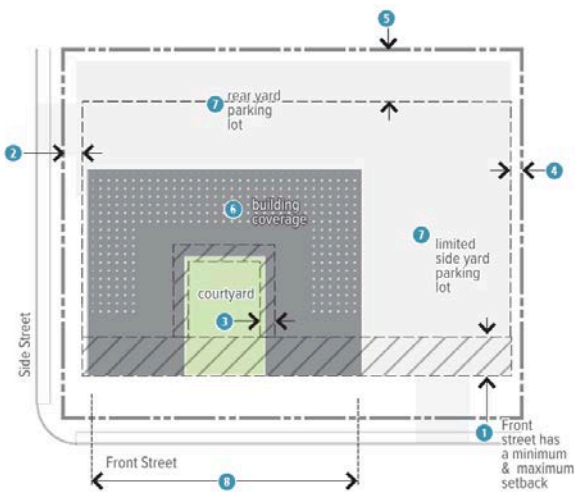 5
7 rear yard
parking
lot
2
4
6 building
coverage
7 limited
side yard
parking
lot
courtyard
3
Side Street
1 Front
street has
a minimum
& maximum
setback
Front Street
8